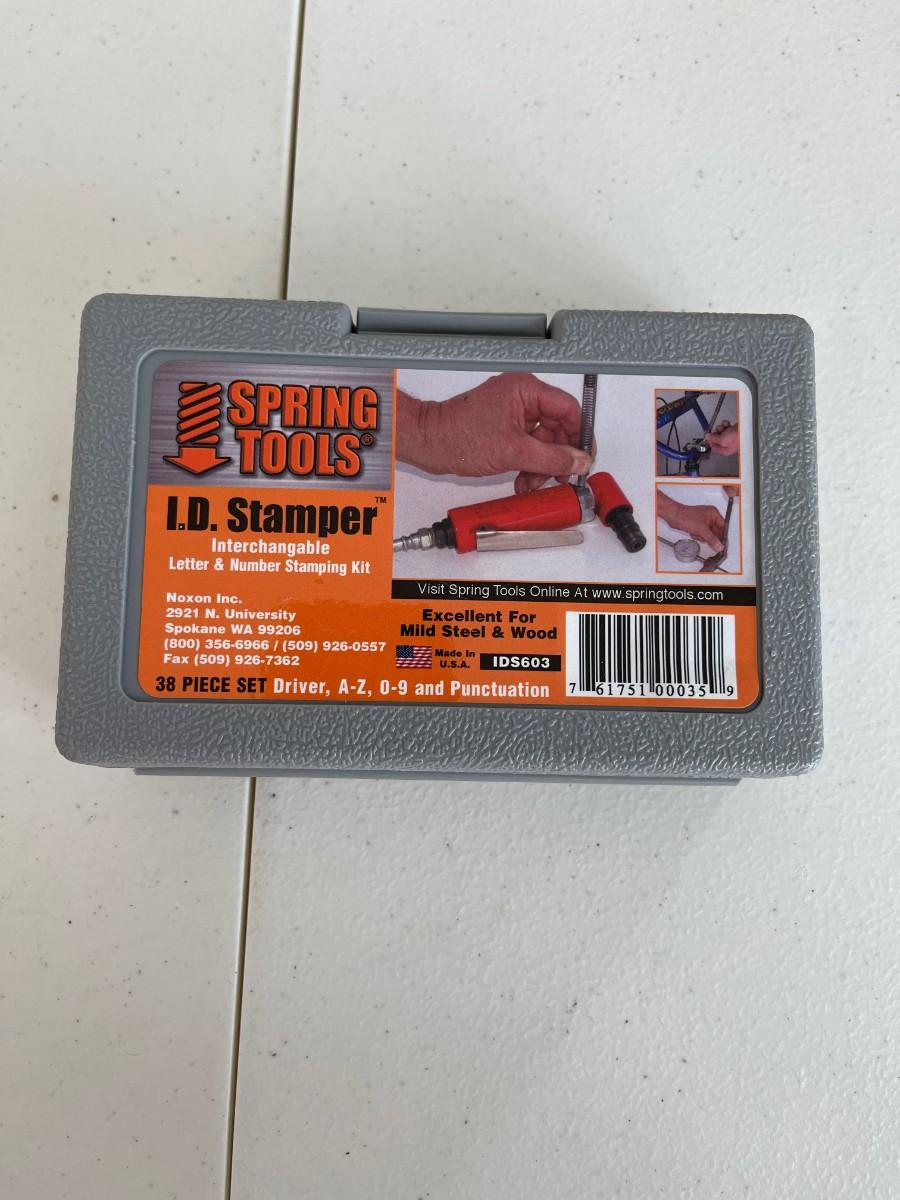 SPRING
TOOLS®
I.D. Stamper™
Interchangable
Letter & Number Stamping Kit
Noxon Inc.
2921 N. University
Spokane WA 99206
(800) 356-6966 / (509) 926-0557
Fax (509) 926-7362
38 PIECE SET Driver, A-Z, 0-9 and Punctuation
Visit Spring Tools Online At www.springtools.com
Excellent For
Mild Steel & Wood
Made In
U.S.A.
IDS603
7 61751 00035 9